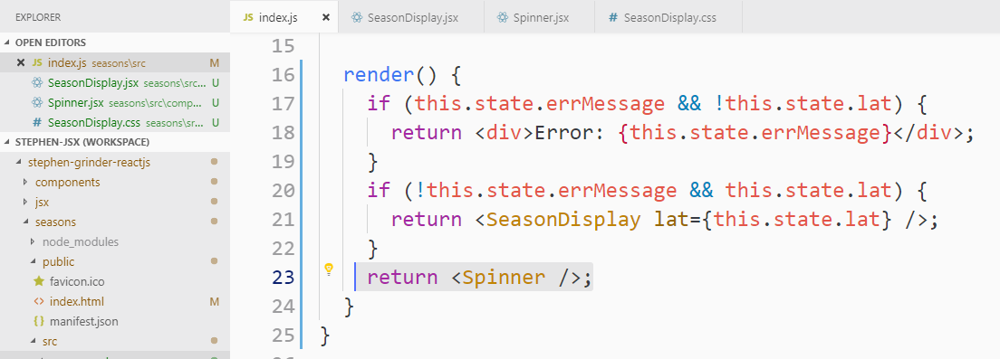 EXPLORER
OPEN EDITORS
JS index.js seasons\src M
SeasonDisplay.jsx seasons\src... U
Spinner.jsx seasons\src\comp... U
# SeasonDisplay.css seasons\sr... U
STEPHEN-JSX (WORKSPACE)
stephen-grinder-reactjs
components
jsx
seasons
node_modules
public
favicon.ico
<> index.html M
{ } manifest.json
src
JS index.js
SeasonDisplay.jsx
Spinner.jsx
# SeasonDisplay.css
15
16 render() {
17 if (this.state.errMessage && !this.state.lat) {
18 return <div>Error: {this.state.errMessage}</div>;
19 }
20 if (!this.state.errMessage && this.state.lat) {
21 return <SeasonDisplay lat={this.state.lat} />;
22 }
23 return <Spinner />;
24 }
25 }